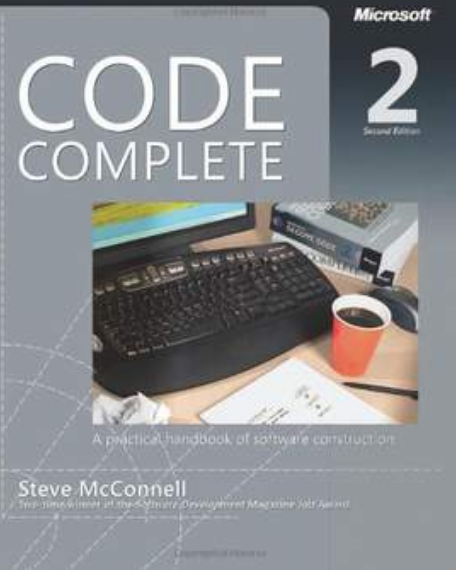 Microsoft
2
Second Edition
CODE
COMPLETE
A practical handbook of software construction
Steve McConnell
Two-time winner of the Software Development Magazine Jolt Award